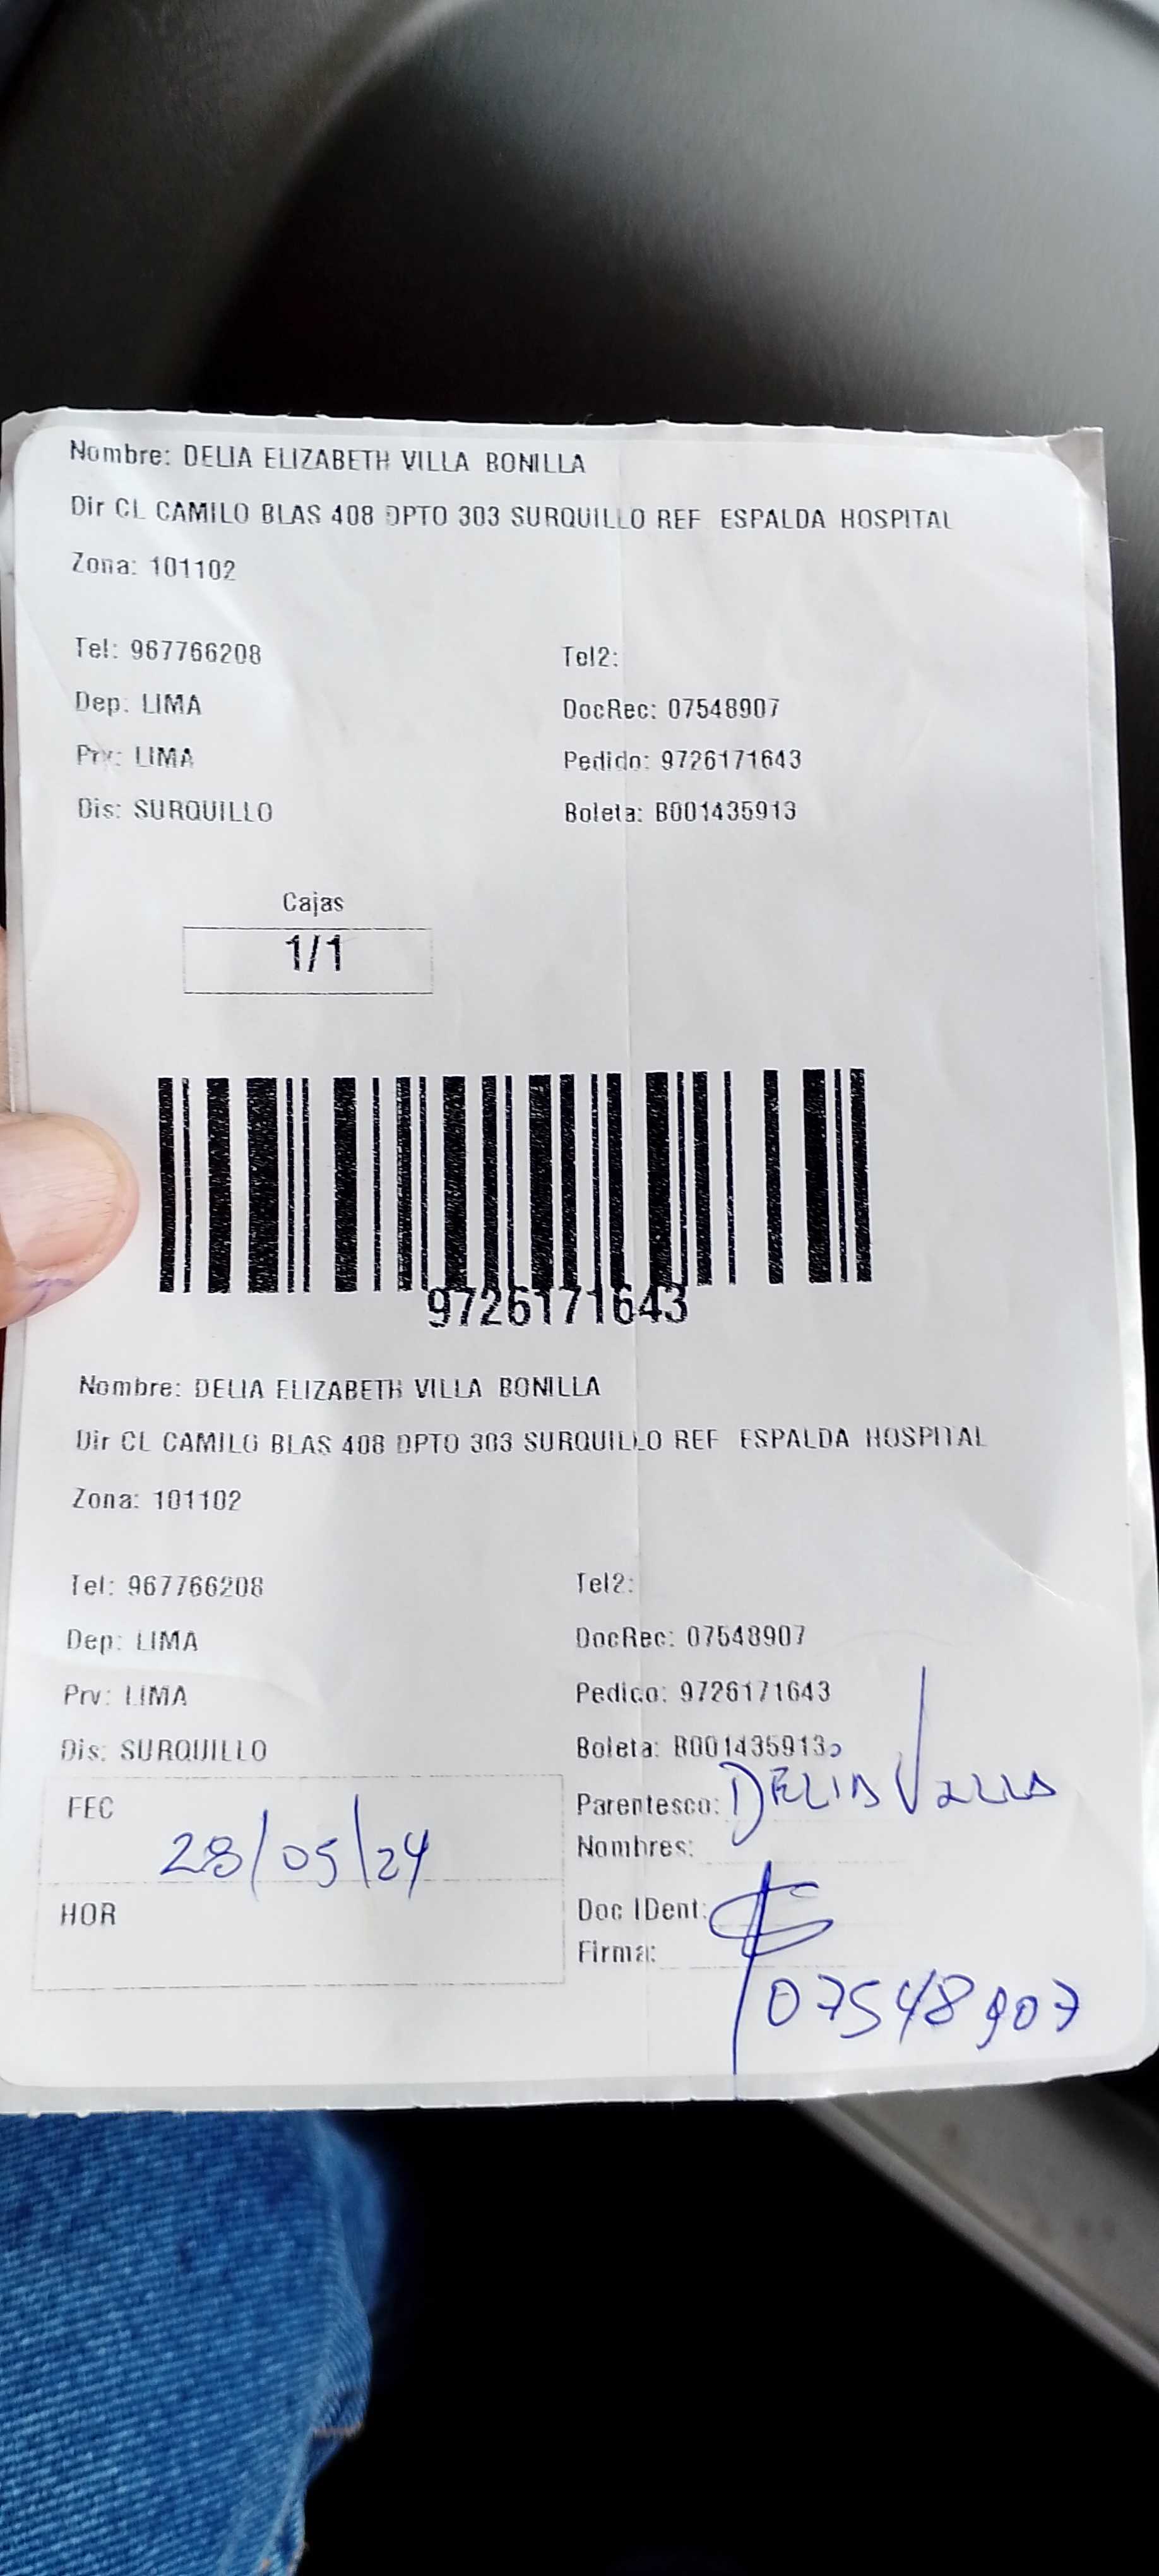 Nombre: DELIA ELIZABETH VILLA BONILLA
Dir CL CAMILO BLAS 408 DPTO 303 SURQUILLO REF ESPALDA HOSPITAL
Zona: 101102
Tel: 967766208 Tel2:
Dep: LIMA DocRec: 07548907
Prv: LIMA Pedido: 9726171643
Dis: SURQUILLO Boleta: B001435913
Cajas
1/1
9726171643
Nombre: DELIA ELIZABETH VILLA BONILLA
Dir CL CAMILO BLAS 408 DPTO 303 SURQUILLO REF ESPALDA HOSPITAL
Zona: 101102
Tel: 967766208 Tel2:
Dep: LIMA DocRec: 07548907
Prv: LIMA Pedido: 9726171643
Dis: SURQUILLO Boleta: B001435913
FEC 28/05/24 Parentesco: DELIA VILLA
Nombres:
HOR Doc IDent:
Firma:
07548907